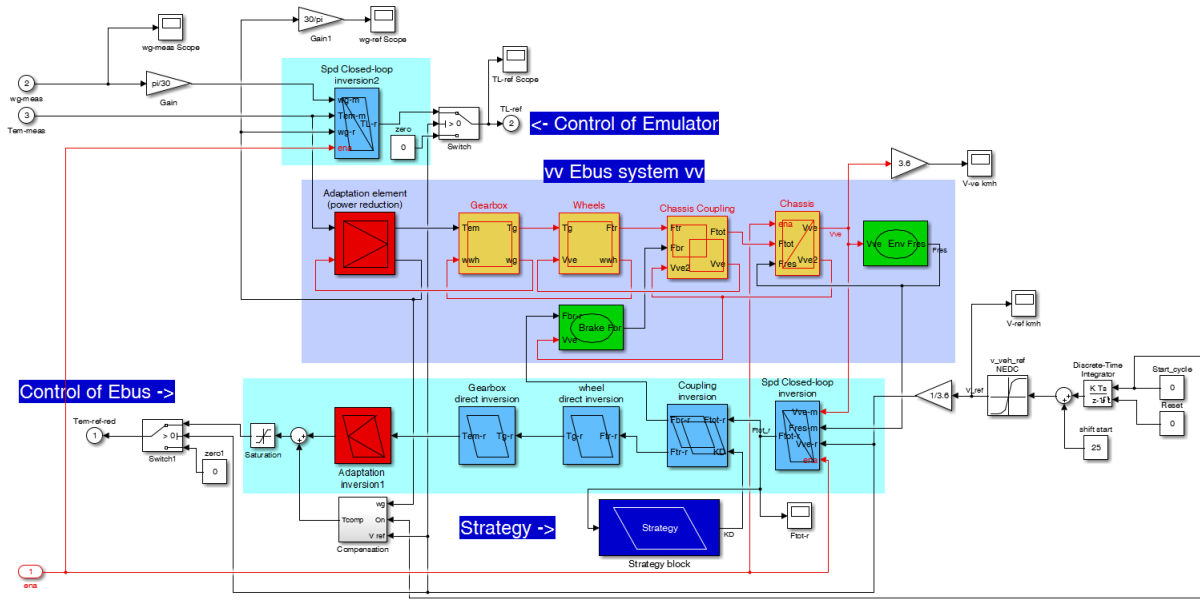 30/pi
Gain1
wg-ref Scope
wg-meas Scope
2
wg-meas
pi/30
Gain
3
Tem-meas
Spd Closed-loop
inversion2
wg-m
Tem-m
TL-r
wg-r
ena
zero
0
> 0
Switch
TL-ref Scope
TL-ref
2
<- Control of Emulator
vv Ebus system vv
3.6
V-ve kmh
Adaptation element
(power reduction)
Gearbox
Tem
Tg
wwh
wg
Wheels
Tg
Ftr
Vve
wwh
Chassis Coupling
Ftr
Ftot
Fbr
Vve2
Vve
Chassis
ena
Vve
Ftot
Fres
Vve2
Vve
Vve
Env
Fres
Fres
Fbr-r
Brake
Fbr
Vve
V-ref kmh
Control of Ebus ->
Tem-ref-red
1
> 0
Switch1
zero1
0
Saturation
Adaptation
inversion1
Gearbox
direct inversion
Tem-r
Tg-r
wheel
direct inversion
Tg-r
Ftr-r
Coupling
inversion
Fbr-r
Ftot-r
Ftr-r
KD
Ftot_r
Spd Closed-loop
inversion
Vve-m
Fres-m
Ftot-r
Vve-r
ena
1/3.6
V_ref
v_veh_ref
NEDC
Discrete-Time
Integrator
K Ts
z-1
Start_cycle
0
Reset
0
shift start
25
wg
Tcomp
On
V ref
Compensation
Strategy ->
Strategy
KD
Strategy block
Ftot-r
1
ena